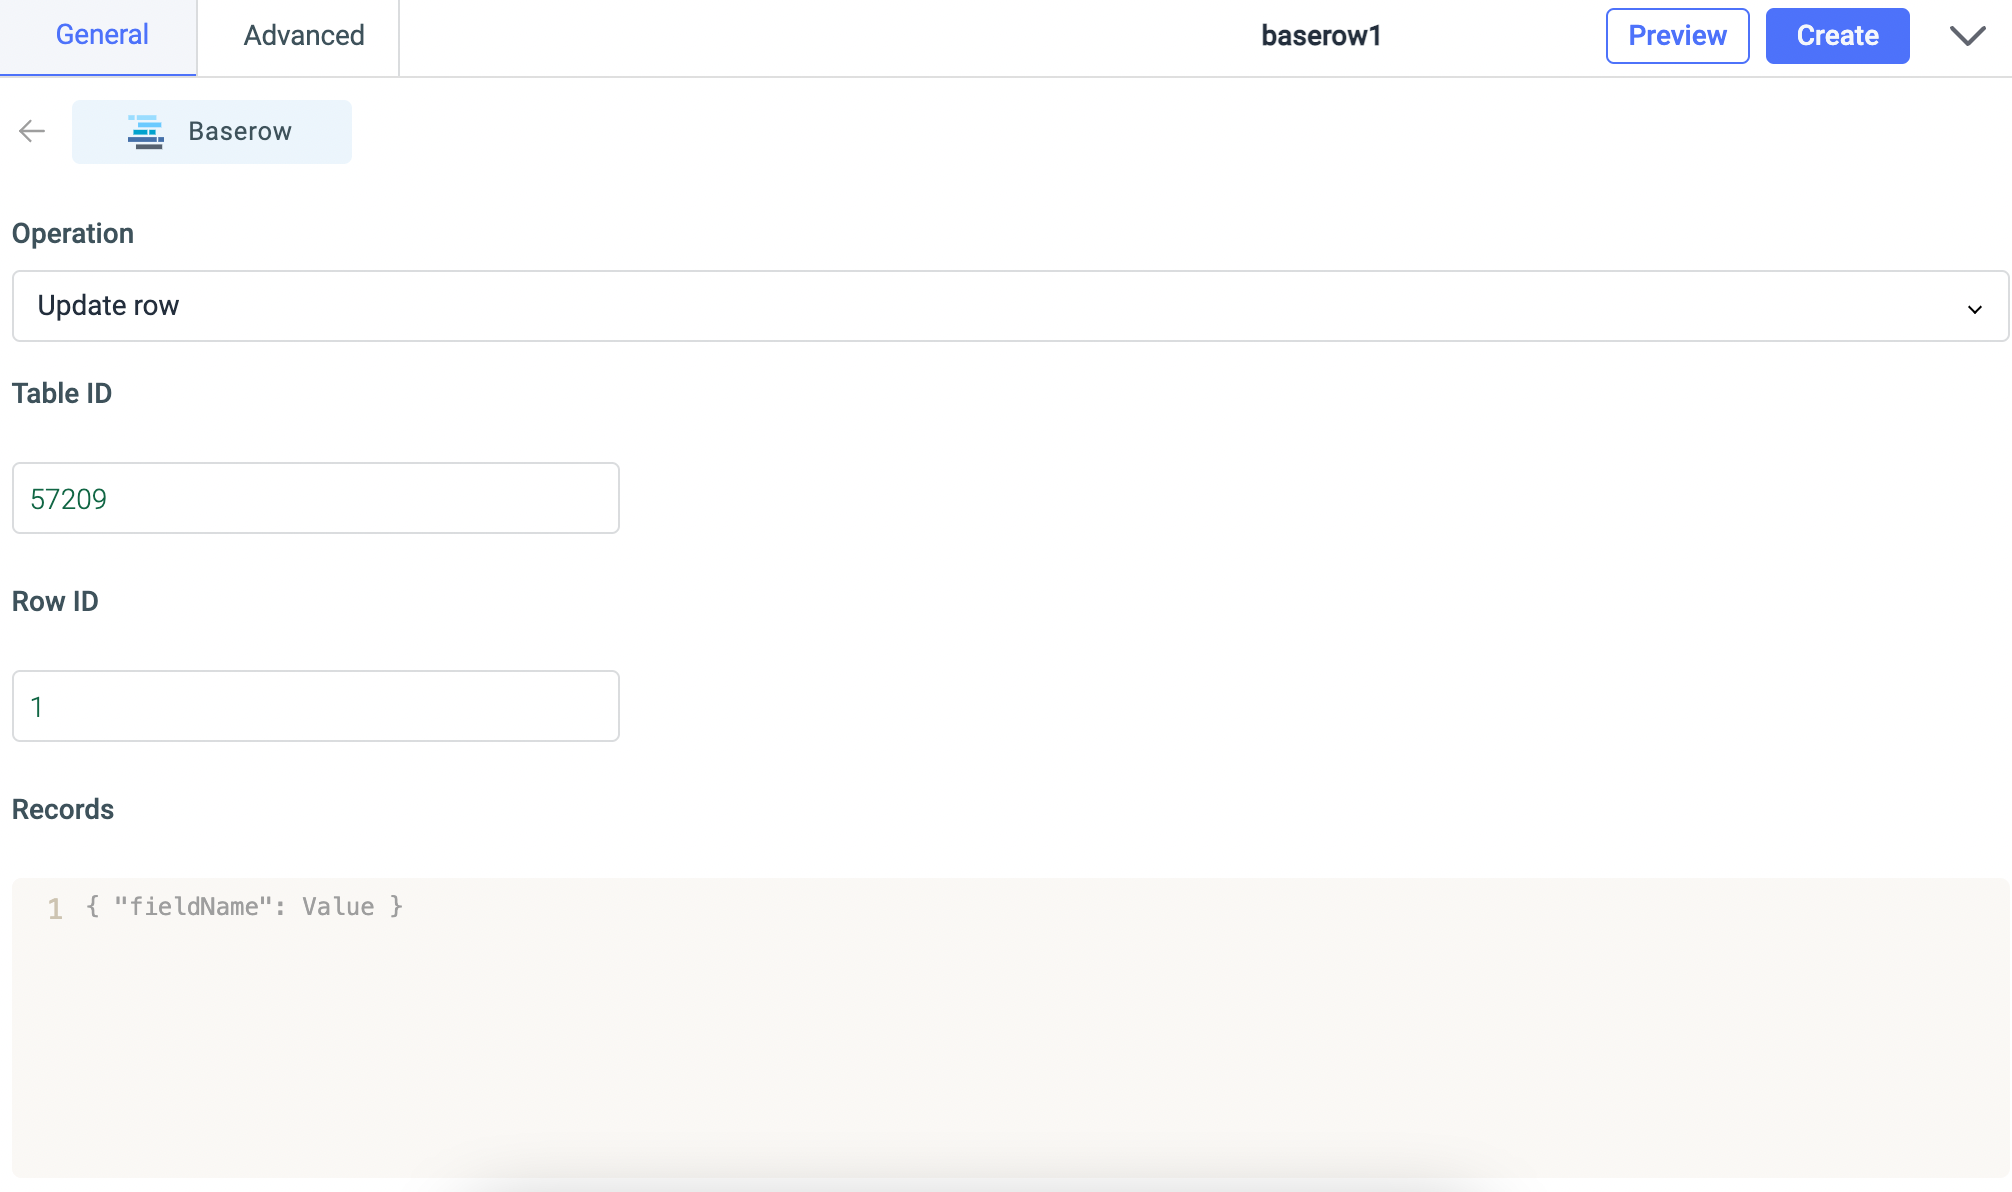 General Advanced baserow1 Preview Create
Baserow
Operation
Update row
Table ID
57209
Row ID
1
Records
1 { "fieldName": Value }